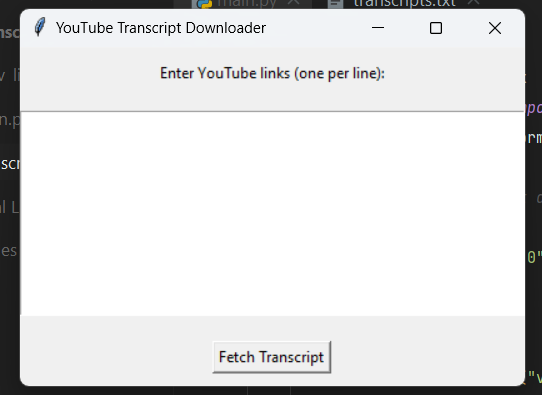 main.py
transcripts.txt
YouTube Transcript Downloader
Enter YouTube links (one per line):
Fetch Transcript